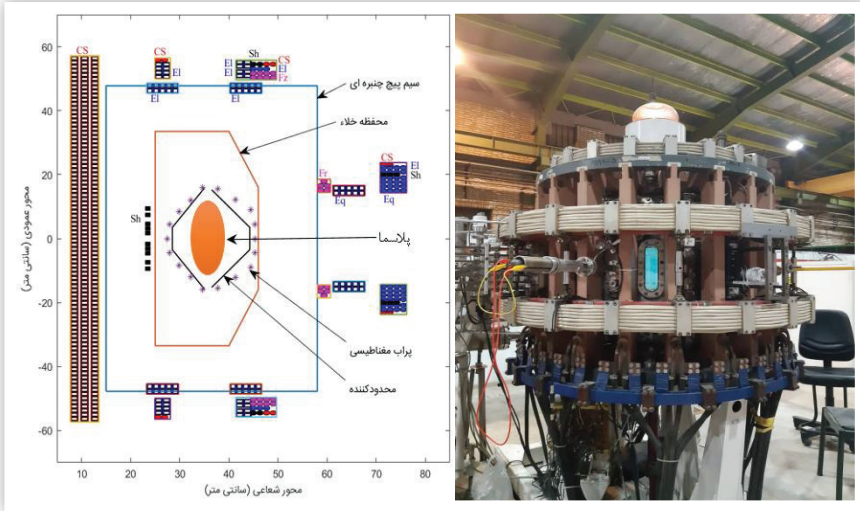 CS
CS
El
El
El
Sh
CS
El
Fz
El
El
سیم پیچ چنبره ای
محفظه خلاء
CS
El
Sh
Fr
Eq
Eq
Sh
پلاسما
پراب مغناطیسی
محدودکننده
محور عمودی (سانتی متر)
60
40
20
0
-20
-40
-60
10
20
30
40
50
60
70
80
محور شعاعی (سانتی متر)